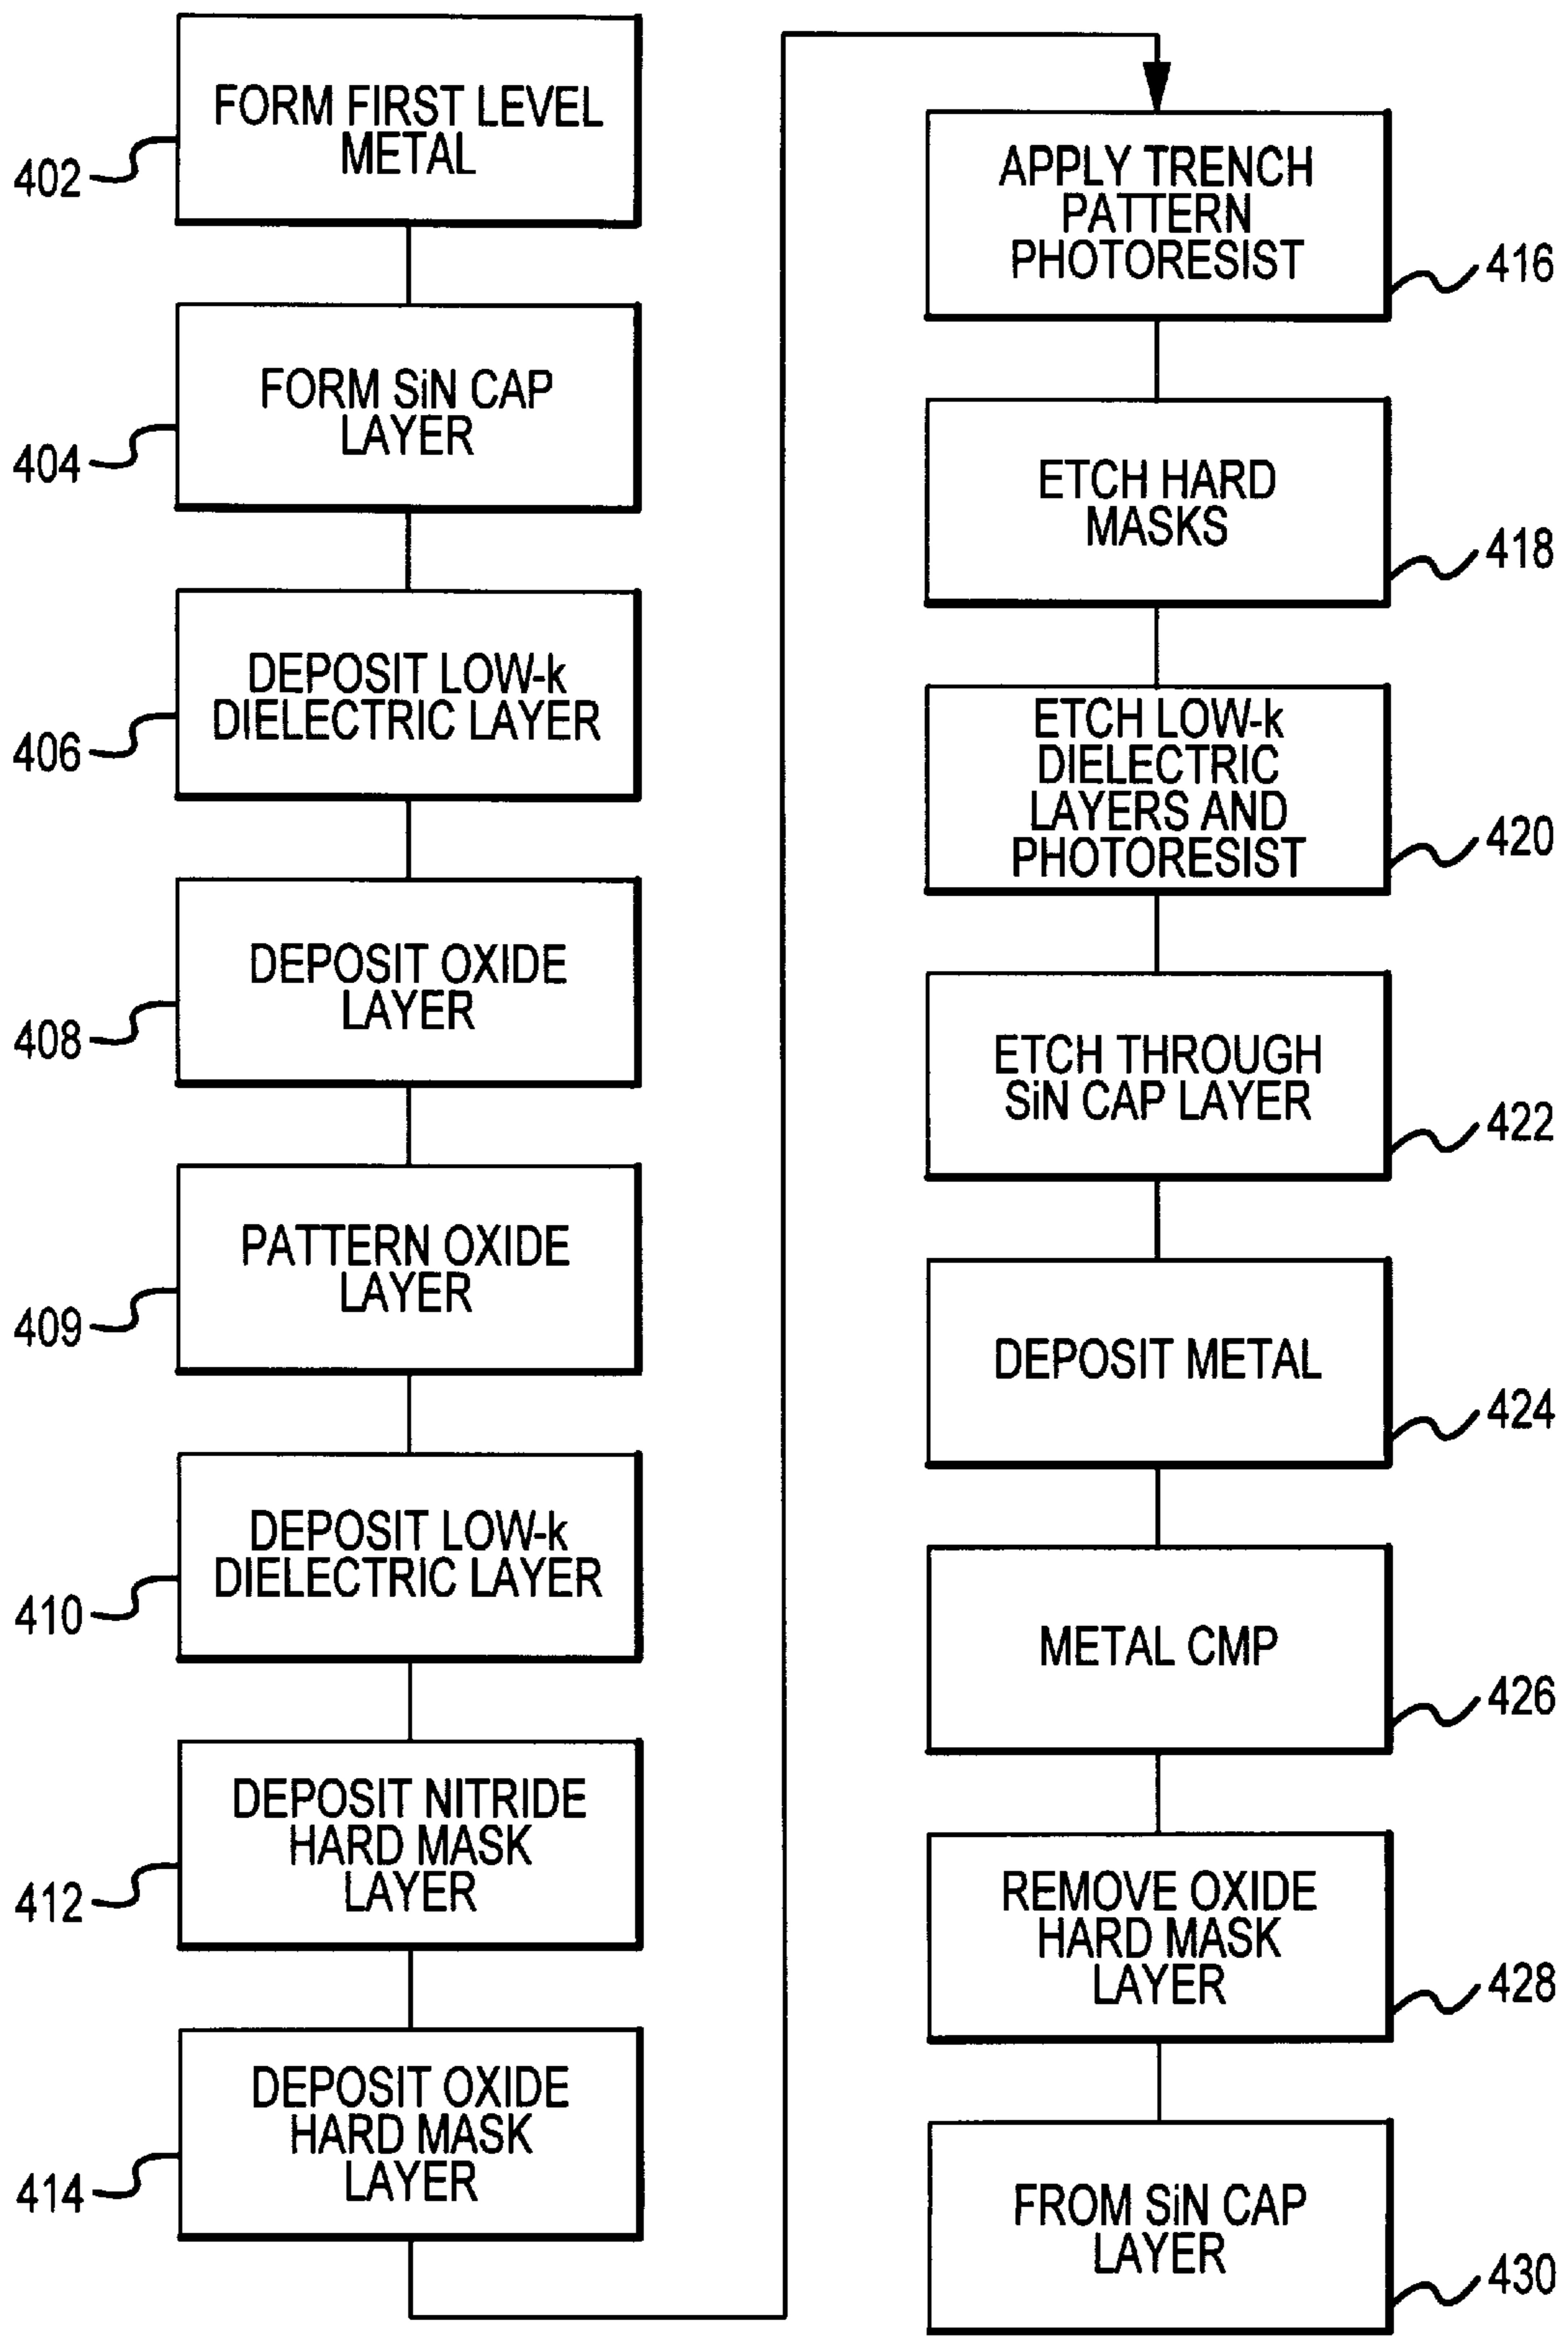 FORM FIRST LEVEL
METAL
402
FORM SiN CAP
LAYER
404
DEPOSIT LOW-k
DIELECTRIC LAYER
406
DEPOSIT OXIDE
LAYER
408
PATTERN OXIDE
LAYER
409
DEPOSIT LOW-k
DIELECTRIC LAYER
410
DEPOSIT NITRIDE
HARD MASK
LAYER
412
DEPOSIT OXIDE
HARD MASK
LAYER
414
APPLY TRENCH
PATTERN
PHOTORESIST
416
ETCH HARD
MASKS
418
ETCH LOW-k
DIELECTRIC
LAYERS AND
PHOTORESIST
420
ETCH THROUGH
SiN CAP LAYER
422
DEPOSIT METAL
424
METAL CMP
426
REMOVE OXIDE
HARD MASK
LAYER
428
FROM SiN CAP
LAYER
430